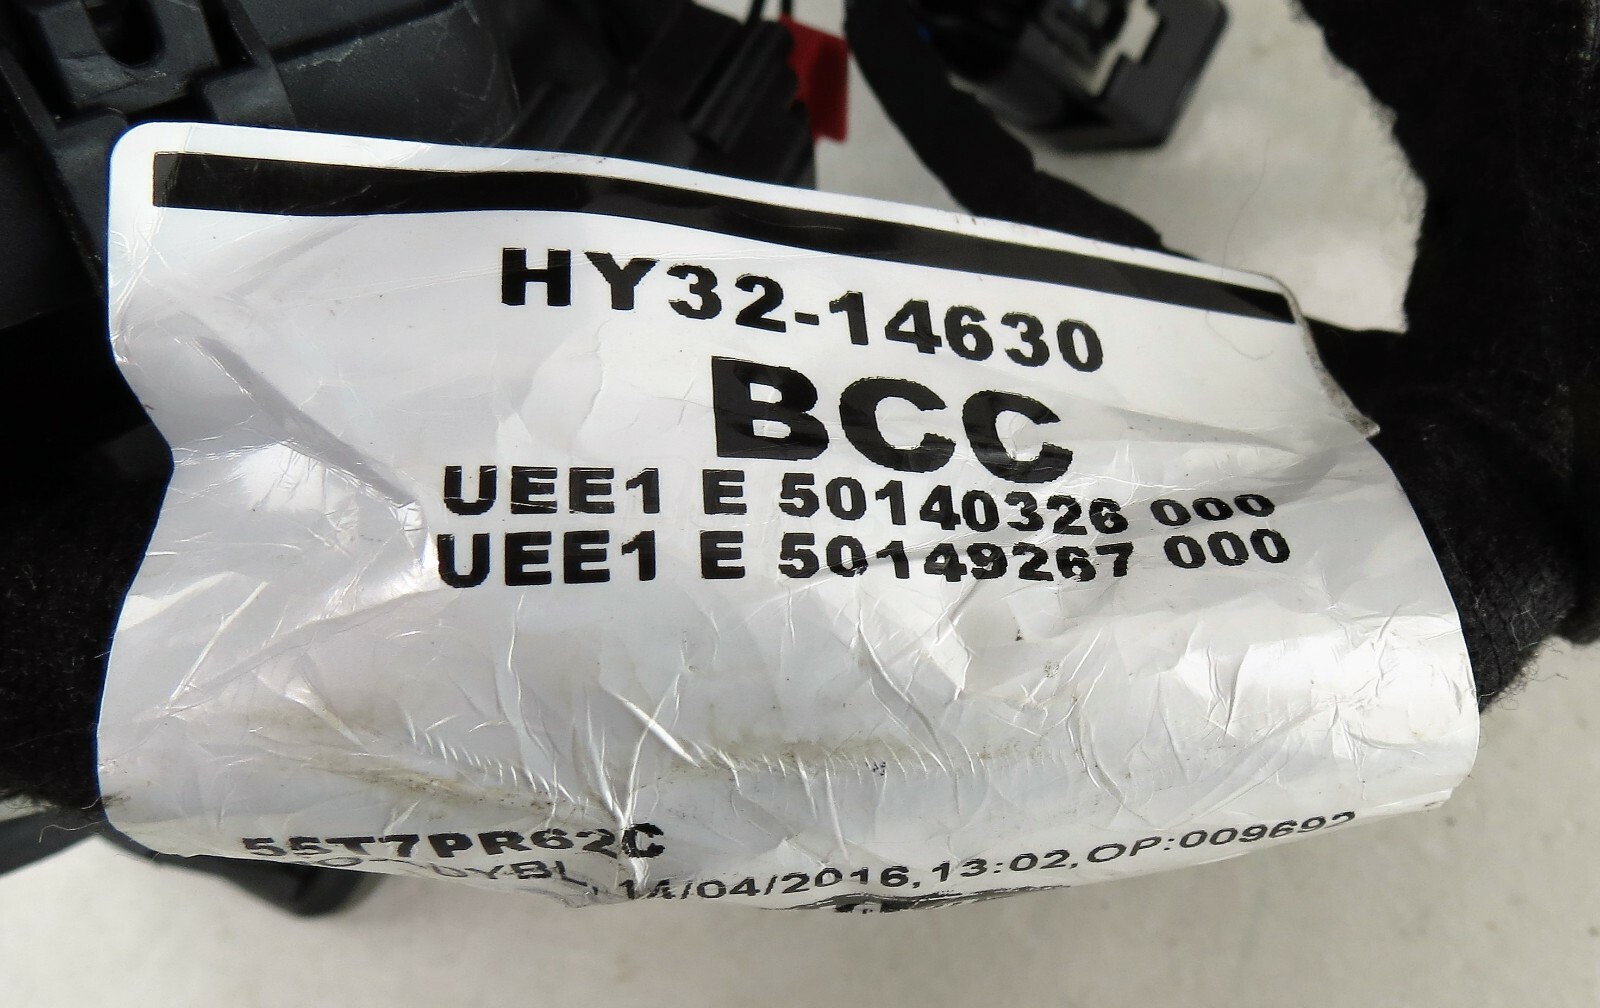 HY32-14630
BCC
UEE1 E 50140326 000
UEE1 E 50149267 000
55T7PR62C
14/04/2016,13:02,OP:009692